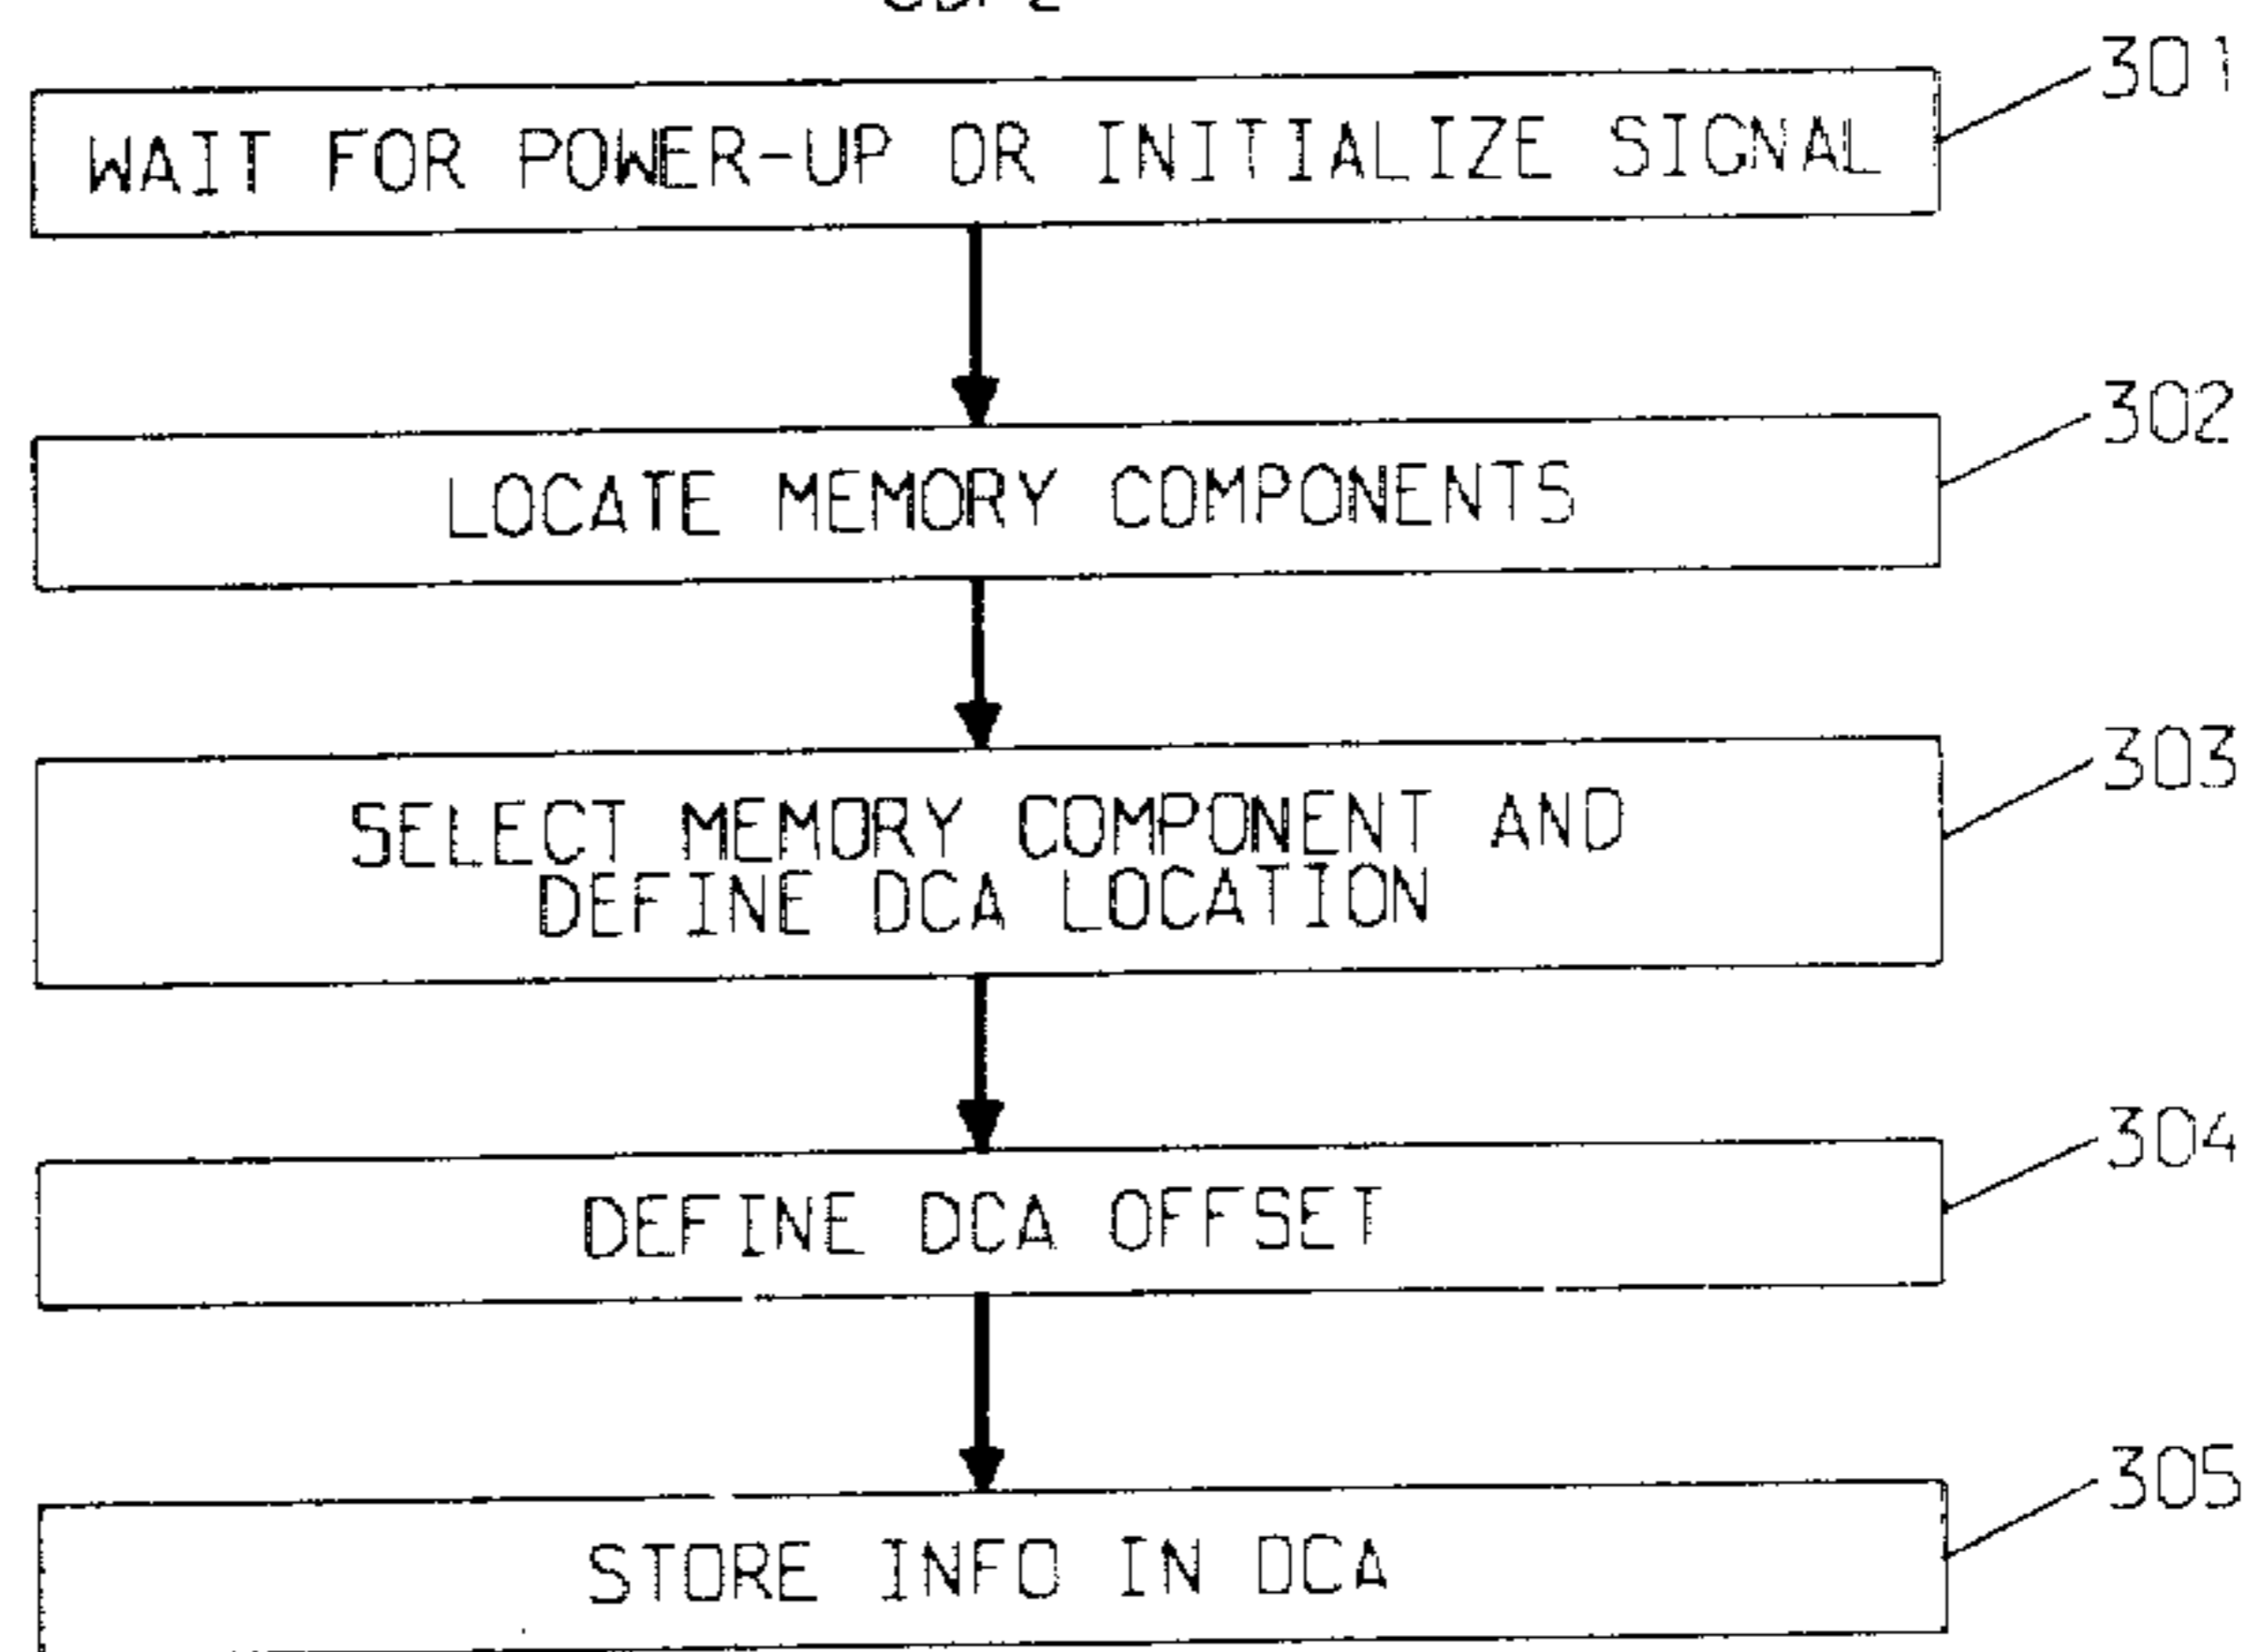 301
WAIT FOR POWER-UP OR INITIALIZE SIGNAL
302
LOCATE MEMORY COMPONENTS
303
SELECT MEMORY COMPONENT AND
DEFINE DCA LOCATION
304
DEFINE DCA OFFSET
305
STORE INFO IN DCA